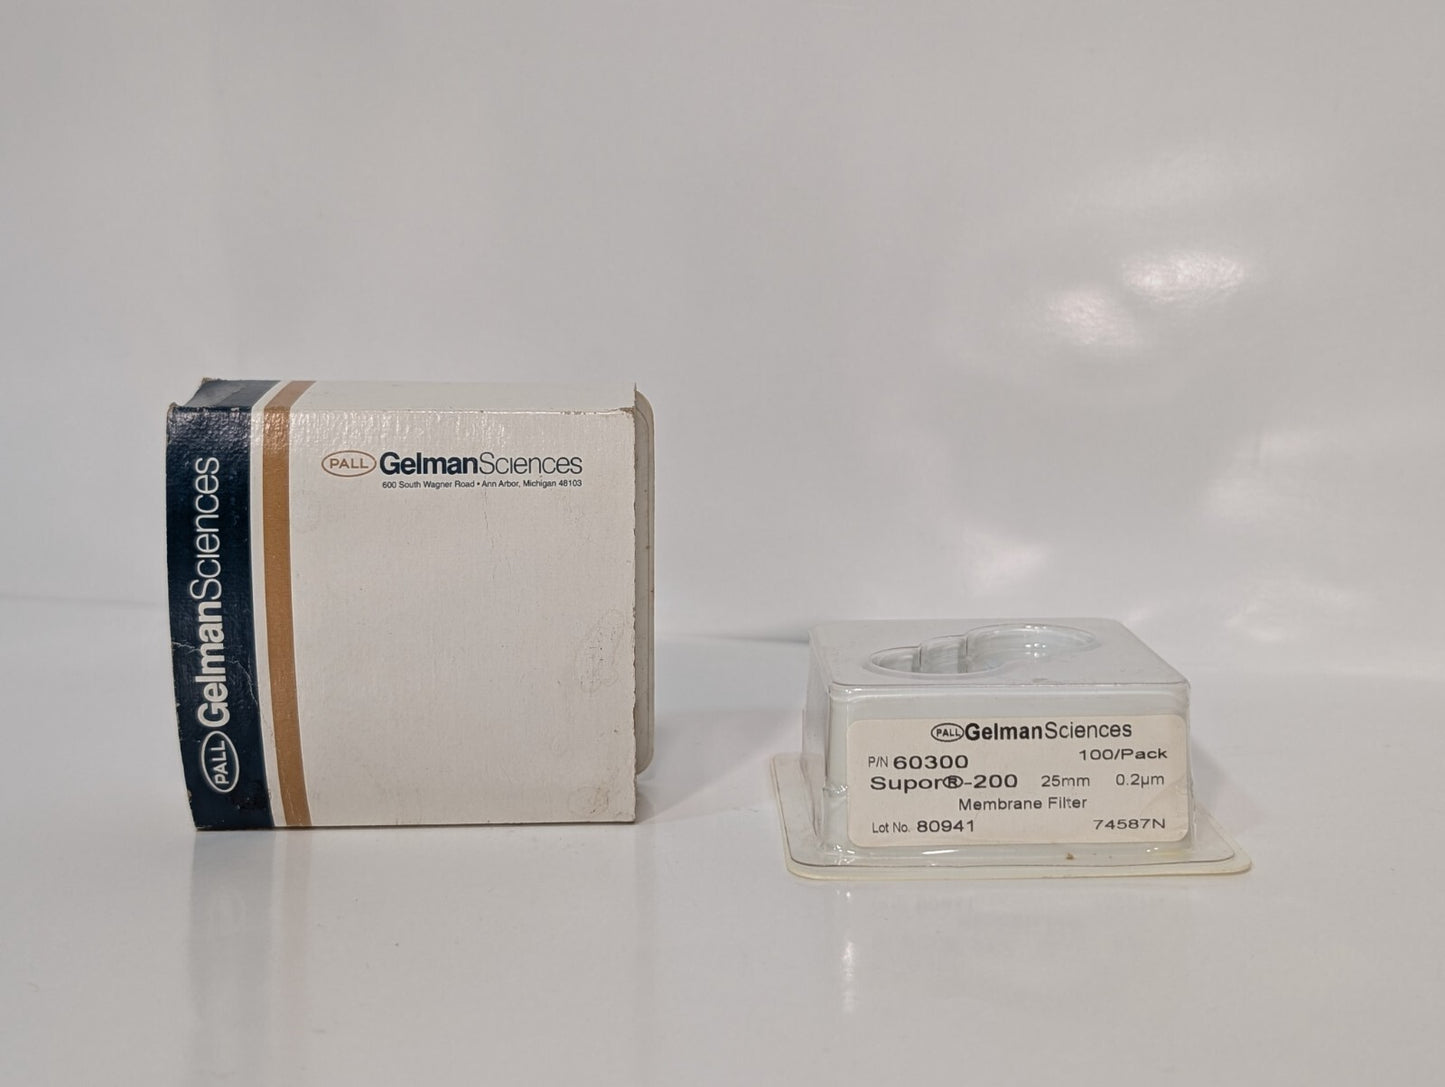 PALL GelmanSciences
PALL GelmanSciences
600 South Wagner Road • Ann Arbor, Michigan 48103
PALL GelmanSciences
P/N 60300 100/Pack
Supor®-200 25mm 0.2µm
Membrane Filter
Lot No. 80941 74587N